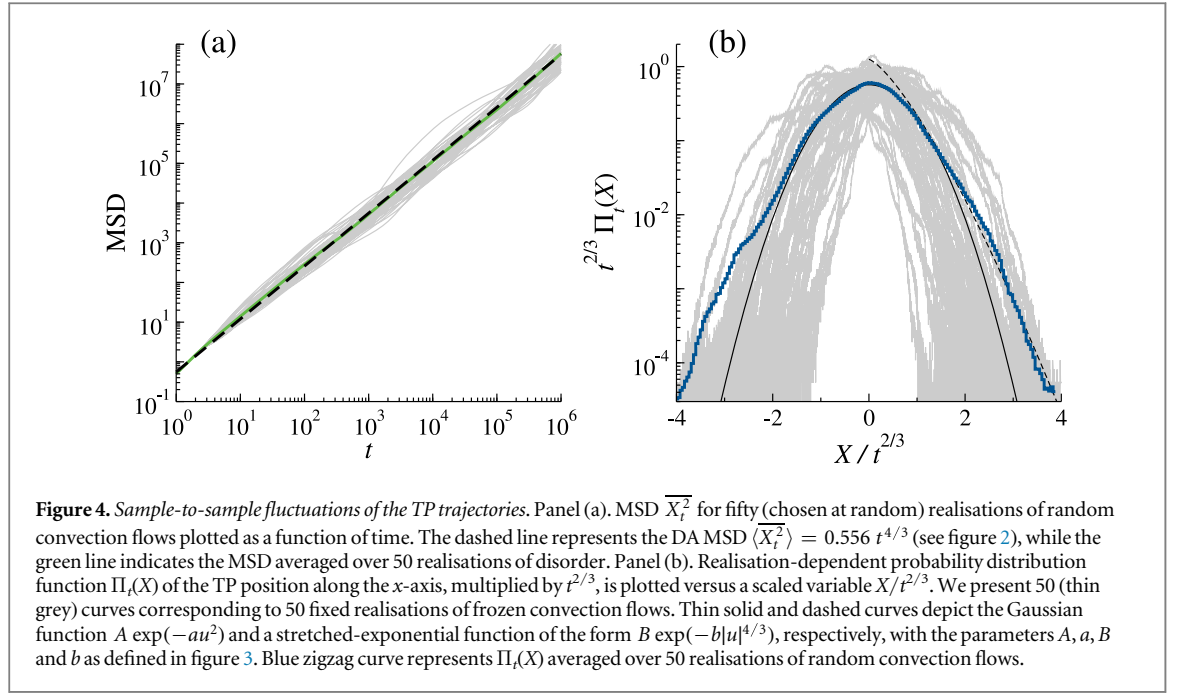 (a)
(b)
10^7
10^5
10^3
10^1
10^-1
MSD
10^0 10^1 10^2 10^3 10^4 10^5 10^6
t
10^0
10^-2
10^-4
t^{2/3} Π_t(X)
-4 -2 0 2 4
X / t^{2/3}
Figure 4. Sample-to-sample fluctuations of the TP trajectories. Panel (a). MSD \overline{X_t^2} for fifty (chosen at random) realisations of random
convection flows plotted as a function of time. The dashed line represents the DA MSD ⟨\overline{X_t^2}⟩ = 0.556 t^{4/3} (see figure 2), while the
green line indicates the MSD averaged over 50 realisations of disorder. Panel (b). Realisation-dependent probability distribution
function Π_t(X) of the TP position along the x-axis, multiplied by t^{2/3}, is plotted versus a scaled variable X/t^{2/3}. We present 50 (thin
grey) curves corresponding to 50 fixed realisations of frozen convection flows. Thin solid and dashed curves depict the Gaussian
function A exp(−au^2) and a stretched-exponential function of the form B exp(−b|u|^{4/3}), respectively, with the parameters A, a, B
and b as defined in figure 3. Blue zigzag curve represents Π_t(X) averaged over 50 realisations of random convection flows.